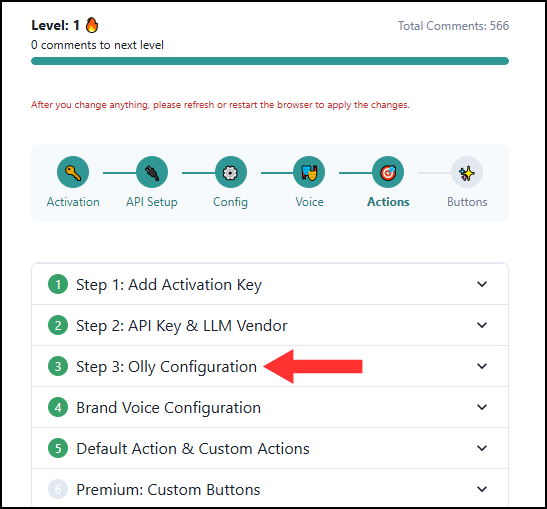 Level: 1 🔥
Total Comments: 566
0 comments to next level
After you change anything, please refresh or restart the browser to apply the changes.
Activation
API Setup
Config
Voice
Actions
Buttons
1 Step 1: Add Activation Key
2 Step 2: API Key & LLM Vendor
3 Step 3: Olly Configuration
4 Brand Voice Configuration
5 Default Action & Custom Actions
6 Premium: Custom Buttons